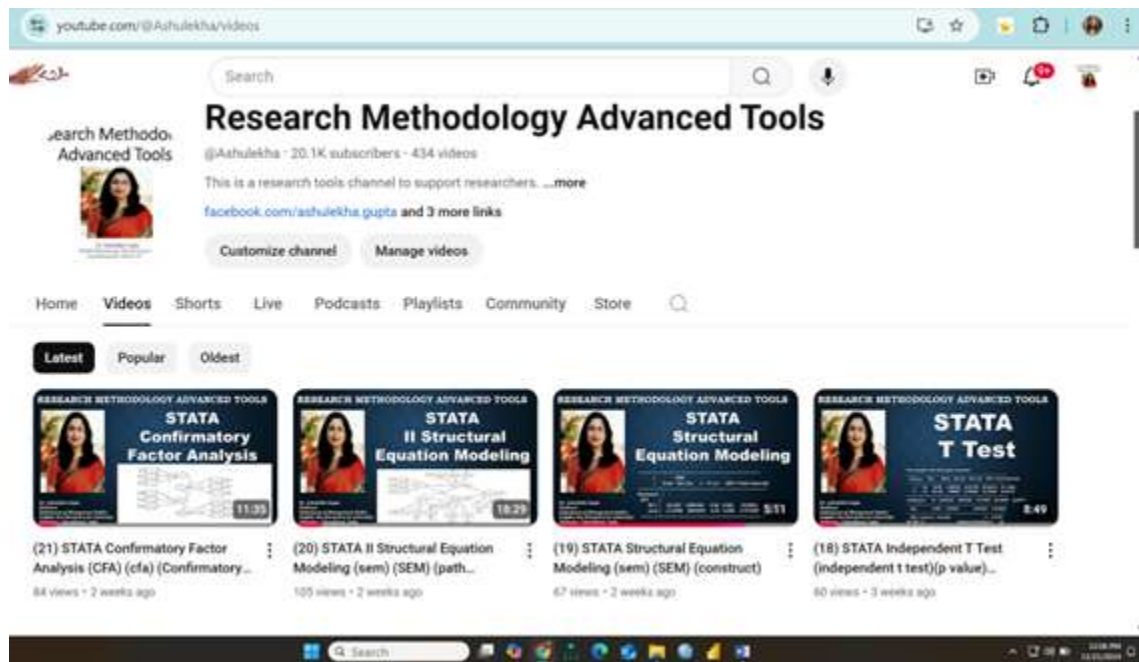 youtube.com/@Ashulekha/videos
Search
9+
Research Methodology Advanced Tools
@Ashulekha · 20.1K subscribers · 434 videos
This is a research tools channel to support researchers. ...more
facebook.com/ashulekha.gupta and 3 more links
Customize channel
Manage videos
earch Methodo
Advanced Tools
Home Videos Shorts Live Podcasts Playlists Community Store
Latest Popular Oldest
RESEARCH METHODOLOGY ADVANCED TOOLS
STATA
Confirmatory
Factor Analysis
11:35
(21) STATA Confirmatory Factor
Analysis (CFA) (cfa) (Confirmatory...
84 views • 2 weeks ago
RESEARCH METHODOLOGY ADVANCED TOOLS
STATA
II Structural
Equation Modeling
18:29
(20) STATA II Structural Equation
Modeling (sem) (SEM) (path...
105 views • 2 weeks ago
RESEARCH METHODOLOGY ADVANCED TOOLS
STATA
Structural
Equation Modeling
5:11
(19) STATA Structural Equation
Modeling (sem) (SEM) (construct)
67 views • 2 weeks ago
RESEARCH METHODOLOGY ADVANCED TOOLS
STATA
T Test
8:49
(18) STATA Independent T Test
(independent t test)(p value)...
60 views • 3 weeks ago
Search